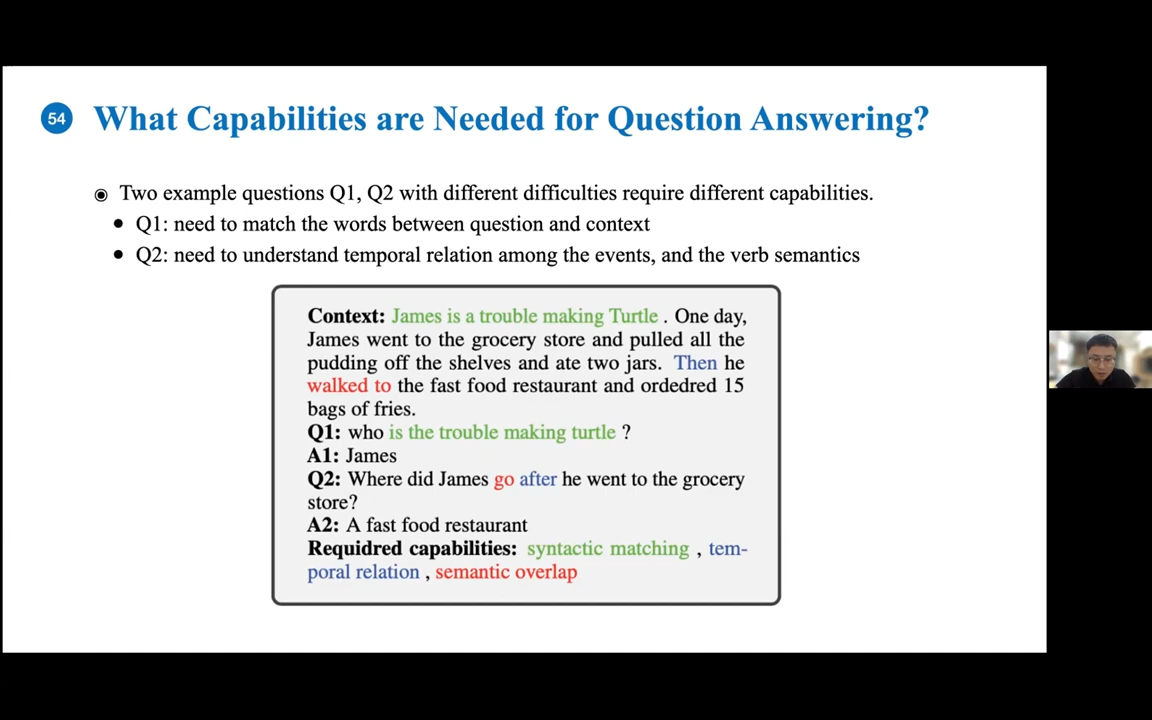 54
What Capabilities are Needed for Question Answering?
Two example questions Q1, Q2 with different difficulties require different capabilities.
Q1: need to match the words between question and context
Q2: need to understand temporal relation among the events, and the verb semantics
Context: James is a trouble making Turtle . One day,
James went to the grocery store and pulled all the
pudding off the shelves and ate two jars. Then he
walked to the fast food restaurant and ordedred 15
bags of fries.
Q1: who is the trouble making turtle ?
A1: James
Q2: Where did James go after he went to the grocery
store?
A2: A fast food restaurant
Requidred capabilities: syntactic matching , tem-
poral relation , semantic overlap